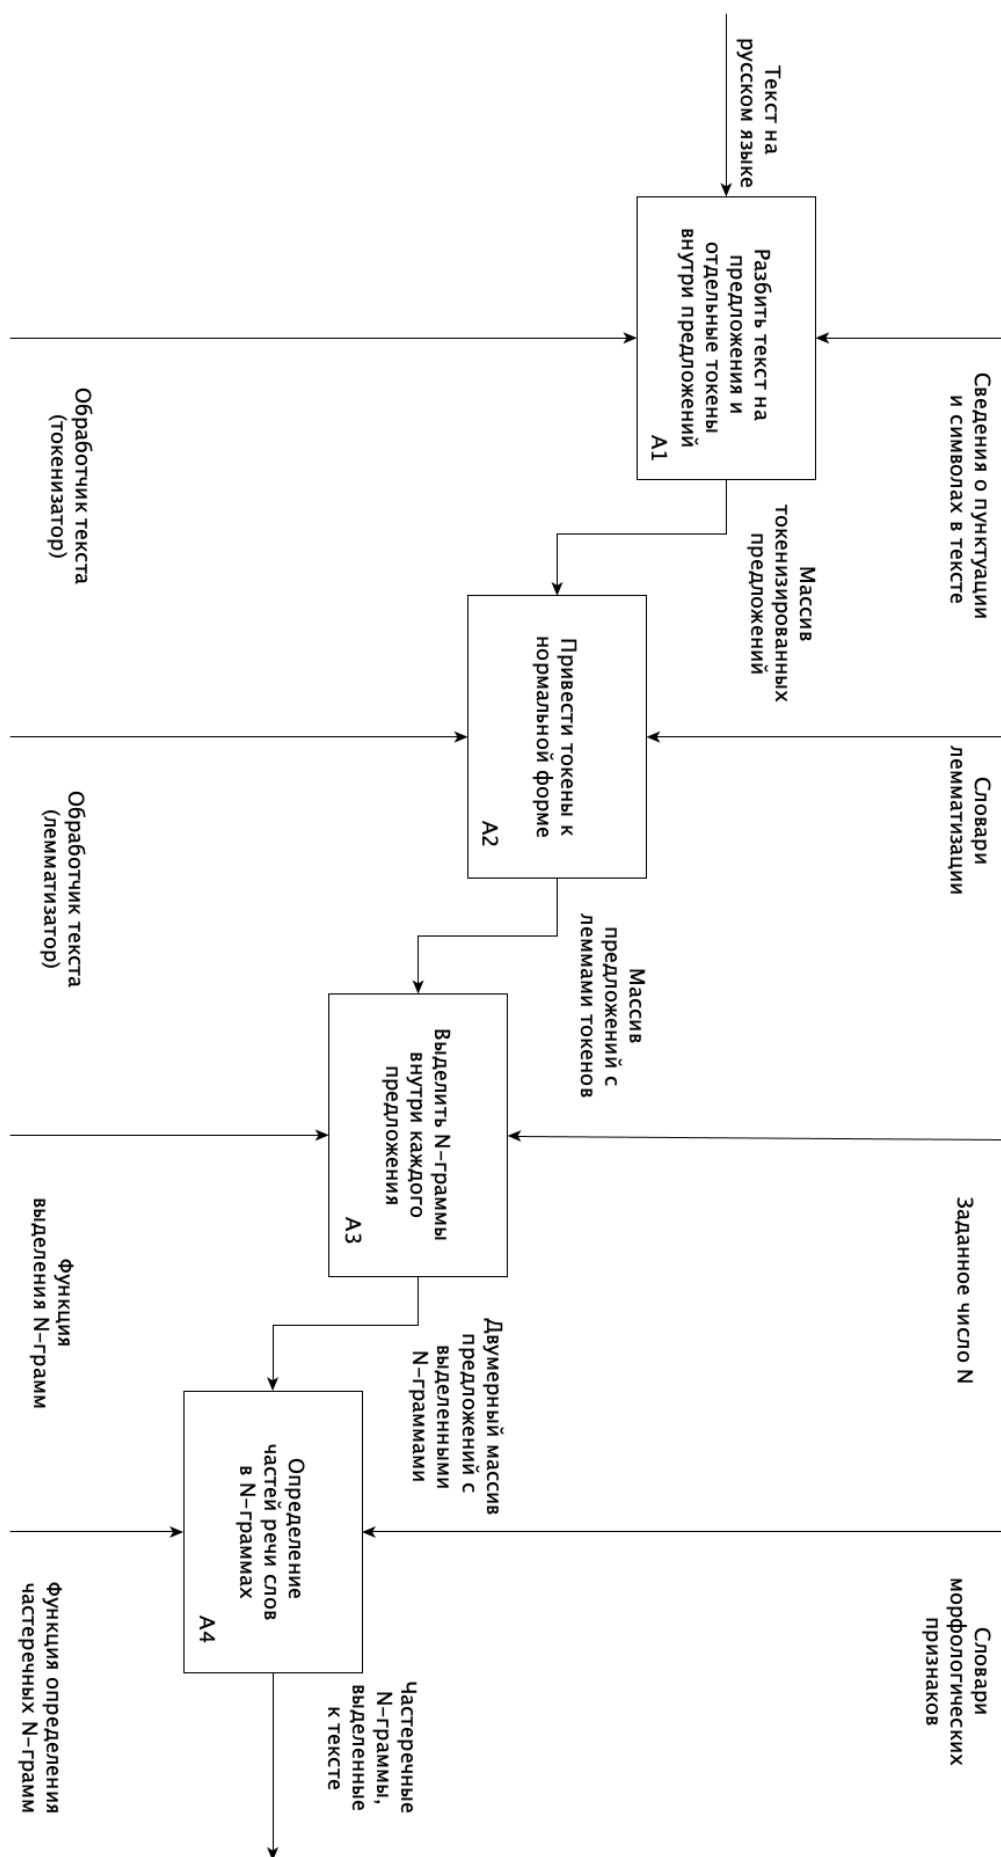 Текст на
русском языке
Сведения о пунктуации
и символах в тексте
Разбить текст на
предложения и
отдельные токены
внутри предложений
A1
Обработчик текста
(токенизатор)
Массив
токенизированных
предложений
Словари
лемматизации
Привести токены к
нормальной форме
A2
Обработчик текста
(лемматизатор)
Массив
предложений с
леммами токенов
Заданное число N
Выделить N-граммы
внутри каждого
предложения
A3
Функция
выделения N-грамм
Двумерный массив
предложений с
выделенными
N-граммами
Словари
морфологических
признаков
Определение
частей речи слов
в N-граммах
A4
Функция определения
частеречных N-грамм
Частеречные
N-граммы,
выделенные
к тексте